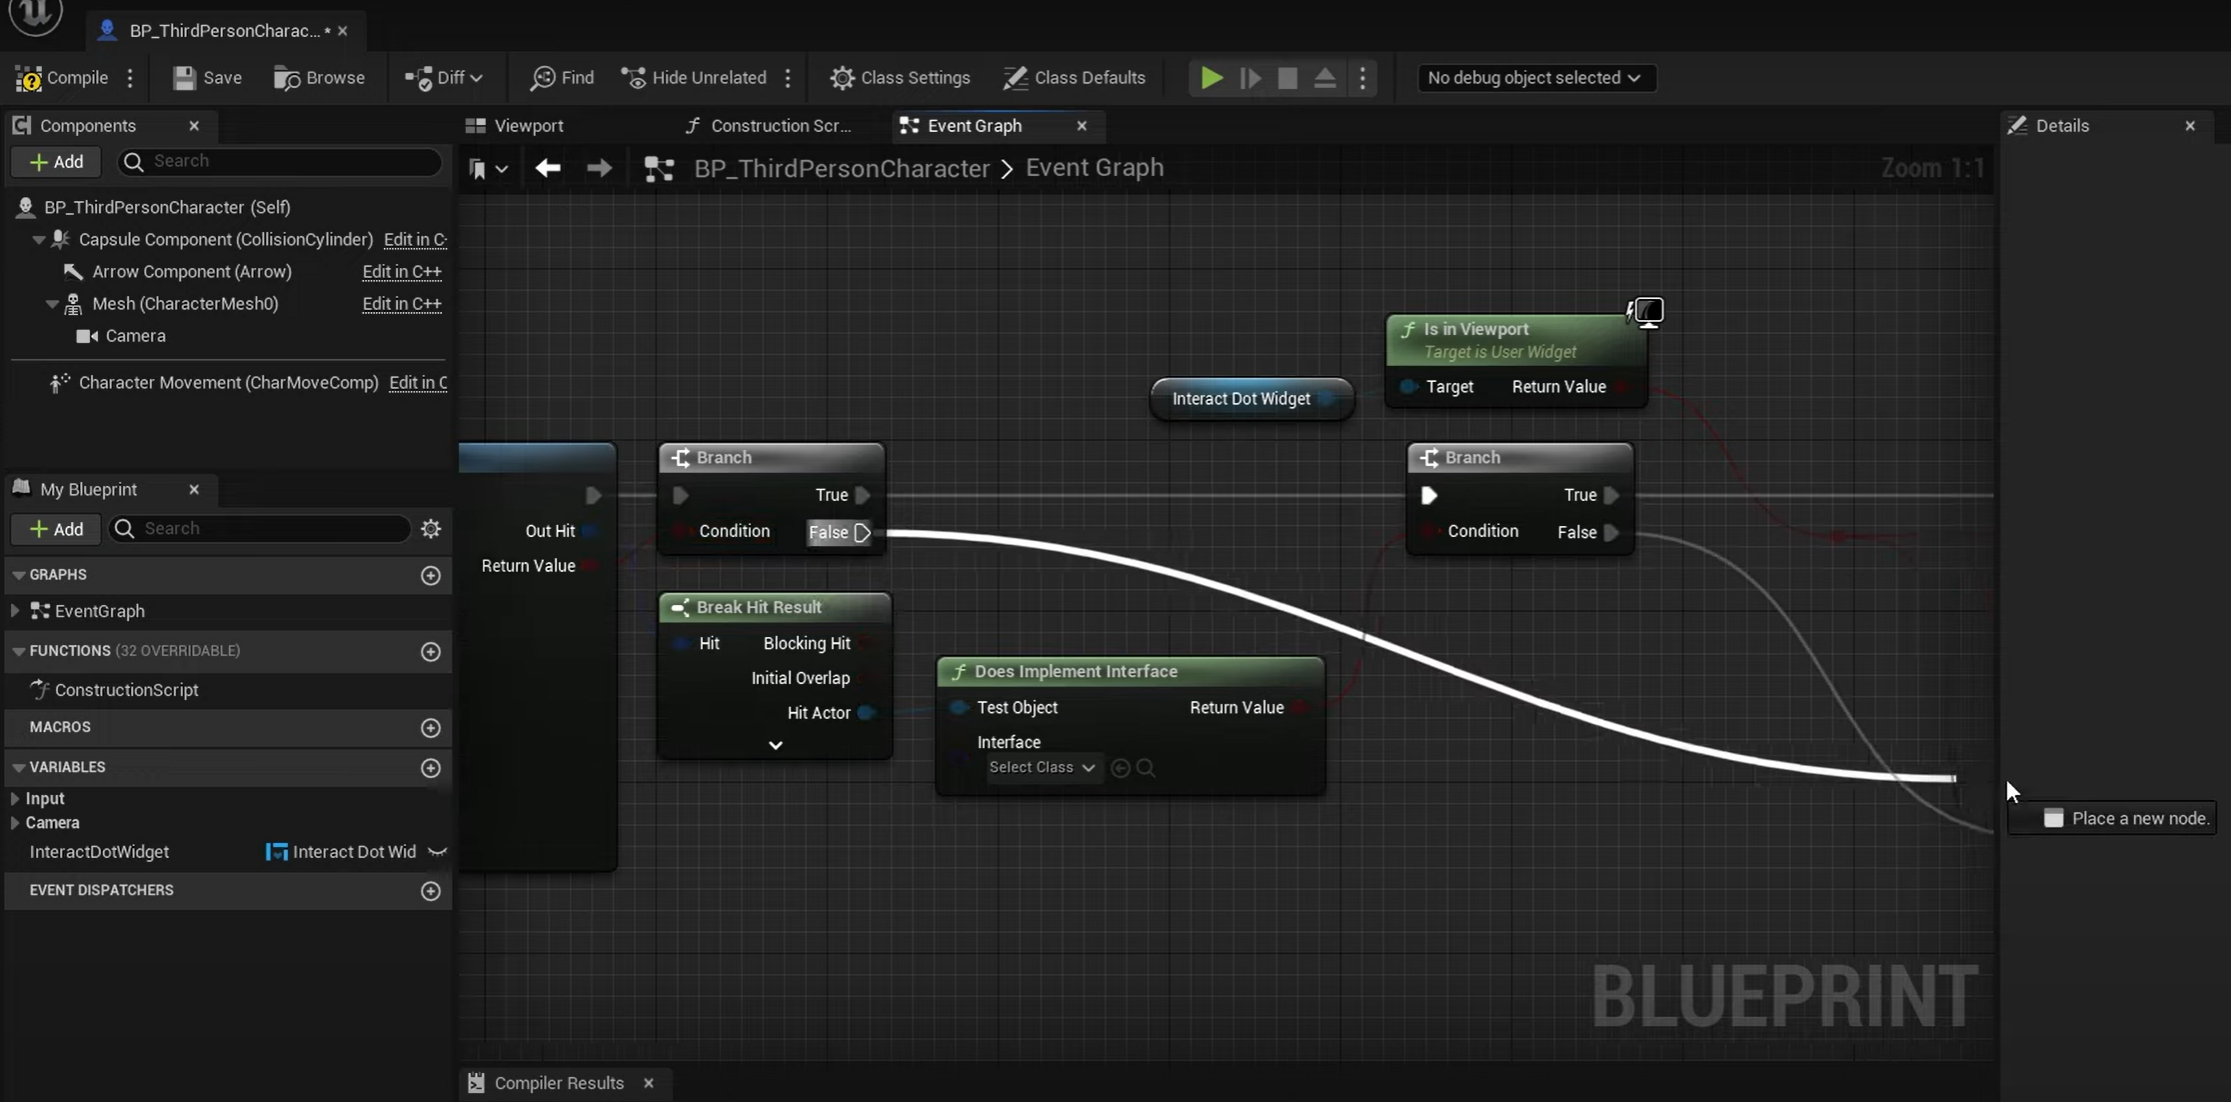 BP_ThirdPersonCharac... *
Compile
Save
Browse
Diff
Find
Hide Unrelated
Class Settings
Class Defaults
No debug object selected
Components
Viewport
Construction Scr...
Event Graph
Details
Add
Search
BP_ThirdPersonCharacter > Event Graph
Zoom 1:1
BP_ThirdPersonCharacter (Self)
Capsule Component (CollisionCylinder)
Edit in C
Arrow Component (Arrow)
Edit in C++
Mesh (CharacterMesh0)
Edit in C++
Camera
Character Movement (CharMoveComp)
Edit in C
Is in Viewport
Target is User Widget
Target
Return Value
Interact Dot Widget
Out Hit
Return Value
Branch
True
Condition
False
Branch
True
Condition
False
Break Hit Result
Hit
Blocking Hit
Initial Overlap
Hit Actor
Does Implement Interface
Test Object
Return Value
Interface
Select Class
Place a new node.
My Blueprint
Add
Search
GRAPHS
EventGraph
FUNCTIONS (32 OVERRIDABLE)
ConstructionScript
MACROS
VARIABLES
Input
Camera
InteractDotWidget
Interact Dot Wid
EVENT DISPATCHERS
BLUEPRINT
Compiler Results